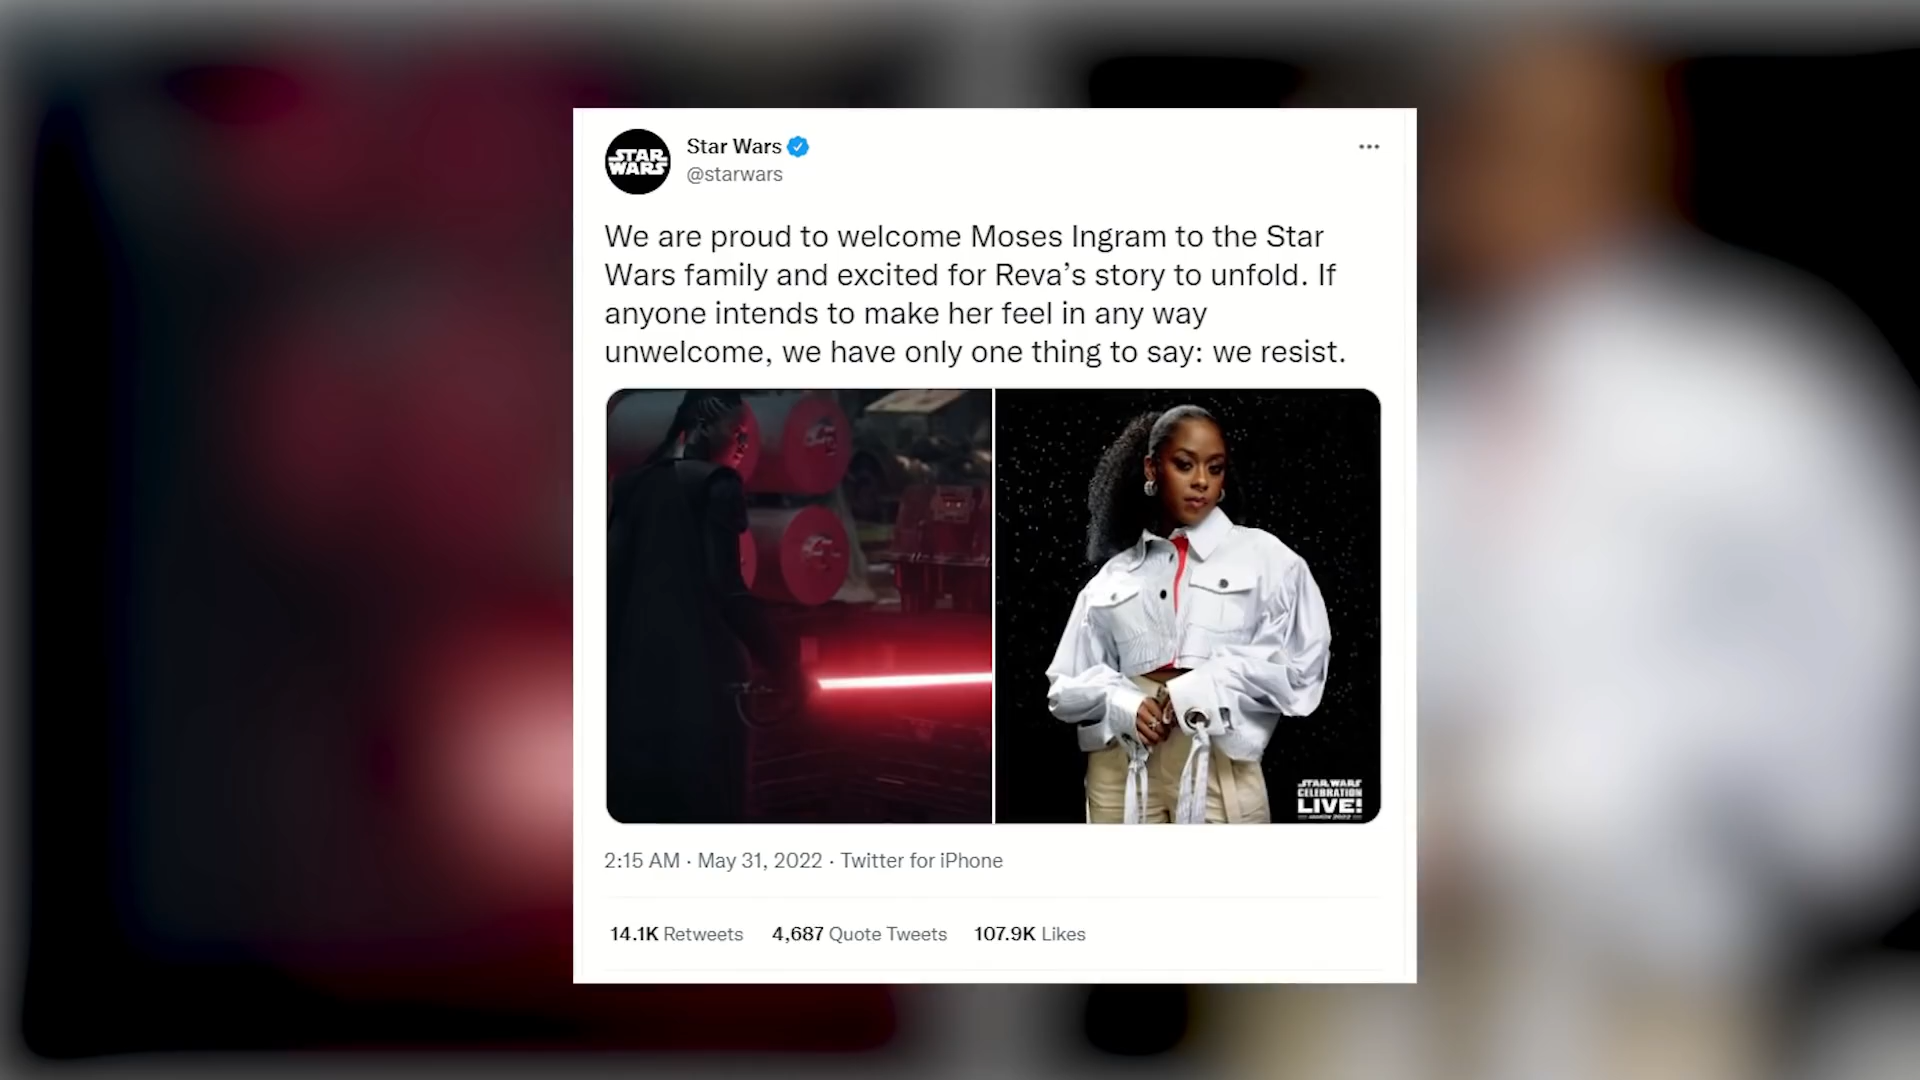 STAR
WARS
Star Wars
@starwars
We are proud to welcome Moses Ingram to the Star
Wars family and excited for Reva’s story to unfold. If
anyone intends to make her feel in any way
unwelcome, we have only one thing to say: we resist.
STAR WARS
CELEBRATION
LIVE!
2:15 AM · May 31, 2022 · Twitter for iPhone
14.1K Retweets 4,687 Quote Tweets 107.9K Likes